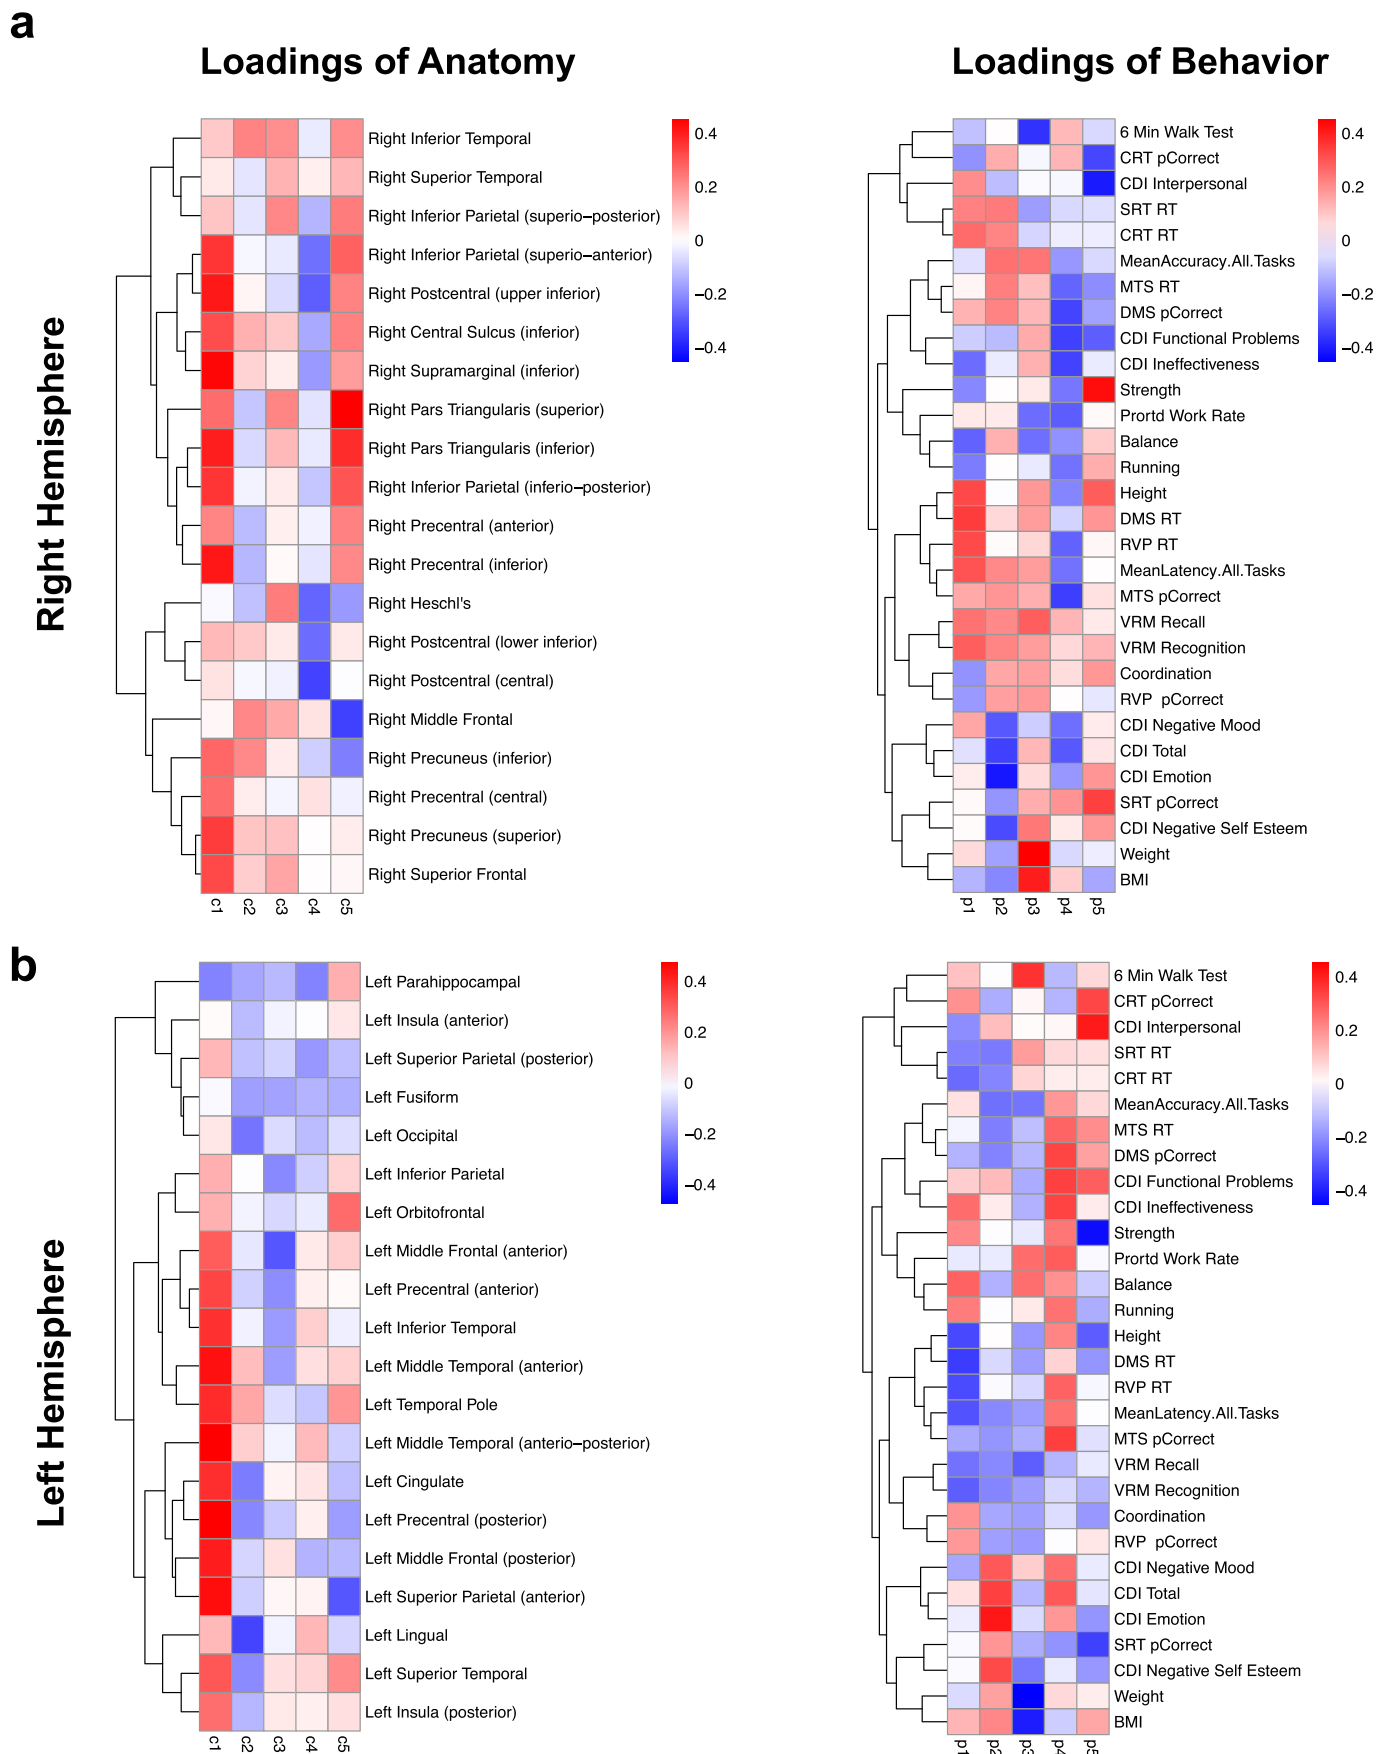 a
Loadings of Anatomy
Loadings of Behavior
Right Hemisphere
Right Inferior Temporal
Right Superior Temporal
Right Inferior Parietal (superio−posterior)
Right Inferior Parietal (superio−anterior)
Right Postcentral (upper inferior)
Right Central Sulcus (inferior)
Right Supramarginal (inferior)
Right Pars Triangularis (superior)
Right Pars Triangularis (inferior)
Right Inferior Parietal (inferio−posterior)
Right Precentral (anterior)
Right Precentral (inferior)
Right Heschl's
Right Postcentral (lower inferior)
Right Postcentral (central)
Right Middle Frontal
Right Precuneus (inferior)
Right Precentral (central)
Right Precuneus (superior)
Right Superior Frontal
c1 c2 c3 c4 c5
0.4
0.2
0
−0.2
−0.4
6 Min Walk Test
CRT pCorrect
CDI Interpersonal
SRT RT
CRT RT
MeanAccuracy.All.Tasks
MTS RT
DMS pCorrect
CDI Functional Problems
CDI Ineffectiveness
Strength
Prortd Work Rate
Balance
Running
Height
DMS RT
RVP RT
MeanLatency.All.Tasks
MTS pCorrect
VRM Recall
VRM Recognition
Coordination
RVP pCorrect
CDI Negative Mood
CDI Total
CDI Emotion
SRT pCorrect
CDI Negative Self Esteem
Weight
BMI
p1 p2 p3 p4 p5
0.4
0.2
0
−0.2
−0.4
b
Left Hemisphere
Left Parahippocampal
Left Insula (anterior)
Left Superior Parietal (posterior)
Left Fusiform
Left Occipital
Left Inferior Parietal
Left Orbitofrontal
Left Middle Frontal (anterior)
Left Precentral (anterior)
Left Inferior Temporal
Left Middle Temporal (anterior)
Left Temporal Pole
Left Middle Temporal (anterio−posterior)
Left Cingulate
Left Precentral (posterior)
Left Middle Frontal (posterior)
Left Superior Parietal (anterior)
Left Lingual
Left Superior Temporal
Left Insula (posterior)
c1 c2 c3 c4 c5
0.4
0.2
0
−0.2
−0.4
6 Min Walk Test
CRT pCorrect
CDI Interpersonal
SRT RT
CRT RT
MeanAccuracy.All.Tasks
MTS RT
DMS pCorrect
CDI Functional Problems
CDI Ineffectiveness
Strength
Prortd Work Rate
Balance
Running
Height
DMS RT
RVP RT
MeanLatency.All.Tasks
MTS pCorrect
VRM Recall
VRM Recognition
Coordination
RVP pCorrect
CDI Negative Mood
CDI Total
CDI Emotion
SRT pCorrect
CDI Negative Self Esteem
Weight
BMI
p1 p2 p3 p4 p5
0.4
0.2
0
−0.2
−0.4